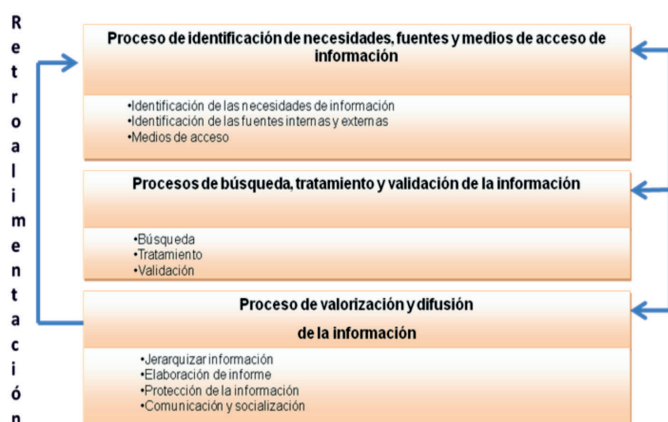 Retroalimentación
Proceso de identificación de necesidades, fuentes y medios de acceso de
información
•Identificación de las necesidades de información
•Identificación de las fuentes internas y externas
•Medios de acceso
Procesos de búsqueda, tratamiento y validación de la información
•Búsqueda
•Tratamiento
•Validación
Proceso de valorización y difusión
de la información
•Jerarquizar información
•Elaboración de informe
•Protección de la información
•Comunicación y socialización